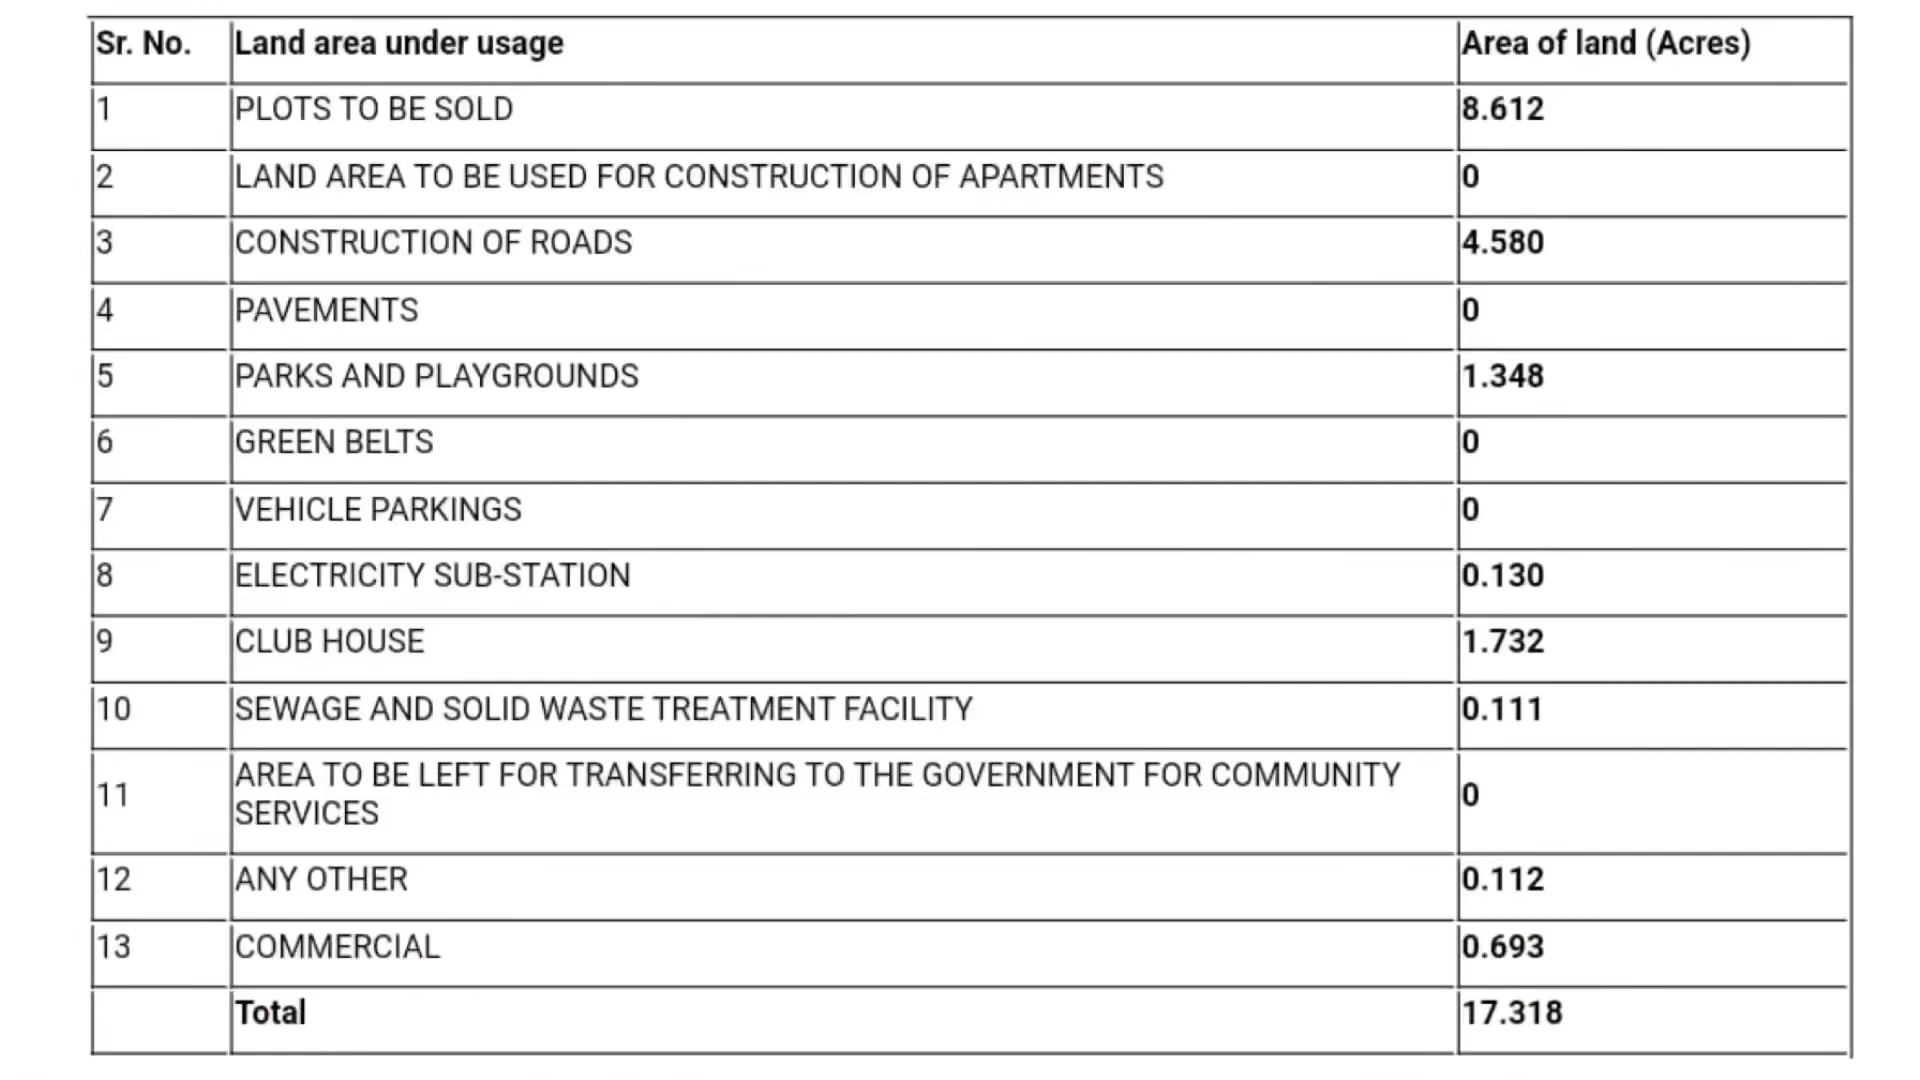 Sr. No. Land area under usage Area of land (Acres)
1 PLOTS TO BE SOLD 8.612
2 LAND AREA TO BE USED FOR CONSTRUCTION OF APARTMENTS 0
3 CONSTRUCTION OF ROADS 4.580
4 PAVEMENTS 0
5 PARKS AND PLAYGROUNDS 1.348
6 GREEN BELTS 0
7 VEHICLE PARKINGS 0
8 ELECTRICITY SUB-STATION 0.130
9 CLUB HOUSE 1.732
10 SEWAGE AND SOLID WASTE TREATMENT FACILITY 0.111
11 AREA TO BE LEFT FOR TRANSFERRING TO THE GOVERNMENT FOR COMMUNITY
SERVICES 0
12 ANY OTHER 0.112
13 COMMERCIAL 0.693
Total 17.318